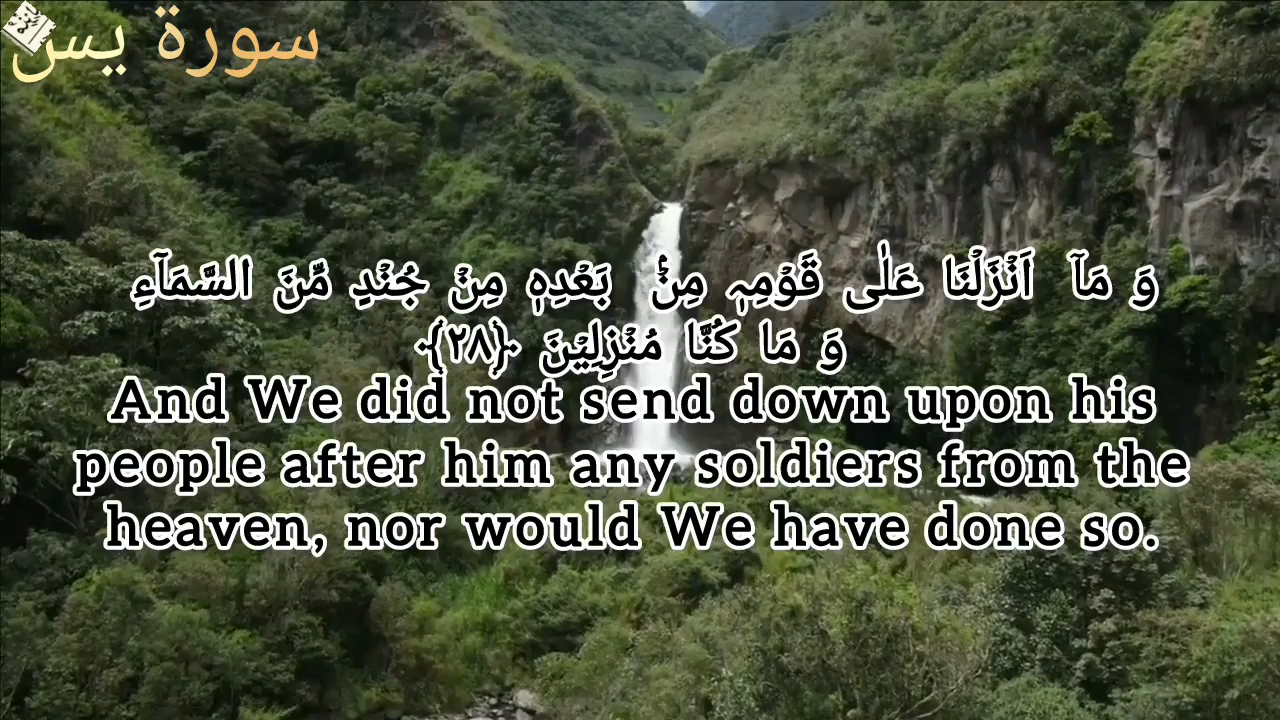 سورة يس
وَ مَاۤ اَنْزَلْنَا عَلٰى قَوْمِهٖ مِنْۢ بَعْدِهٖ مِنْ جُنْدٍ مِّنَ السَّمَآءِ
وَ مَا كُنَّا مُنْزِلِيْنَ ﴿۲۸﴾
And We did not send down upon his
people after him any soldiers from the
heaven, nor would We have done so.